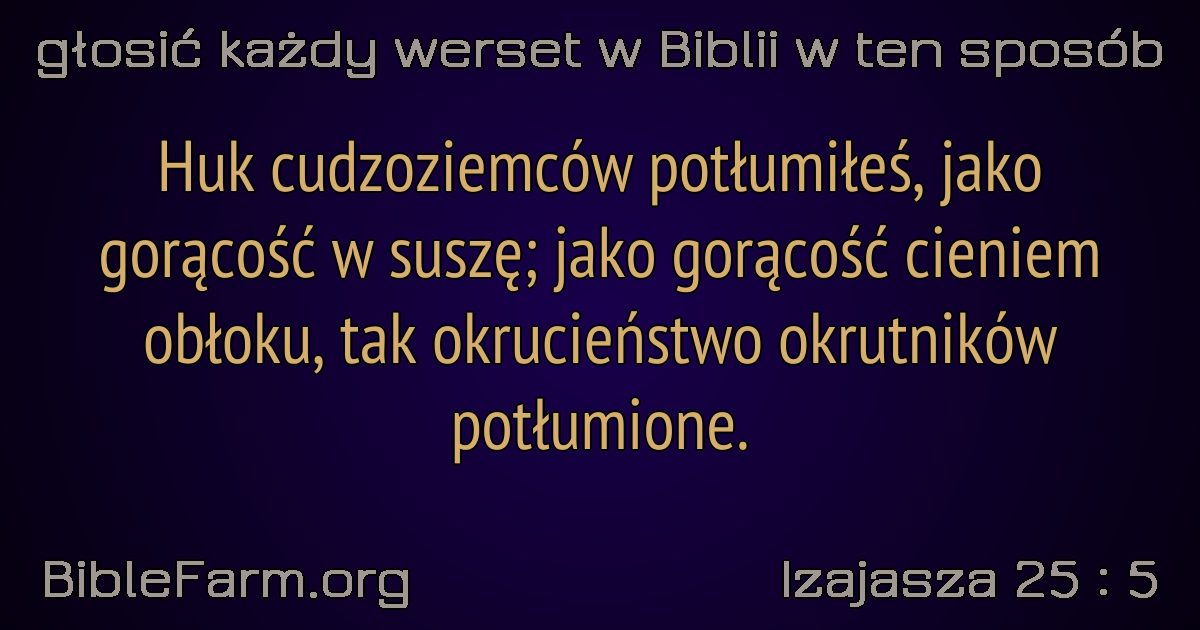 głosić każdy werset w Biblii w ten sposób
Huk cudzoziemców potłumiłeś, jako
gorącość w suszę; jako gorącość cieniem
obłoku, tak okrucieństwo okrutników
potłumione.
BibleFarm.org
Izajasza 25 : 5